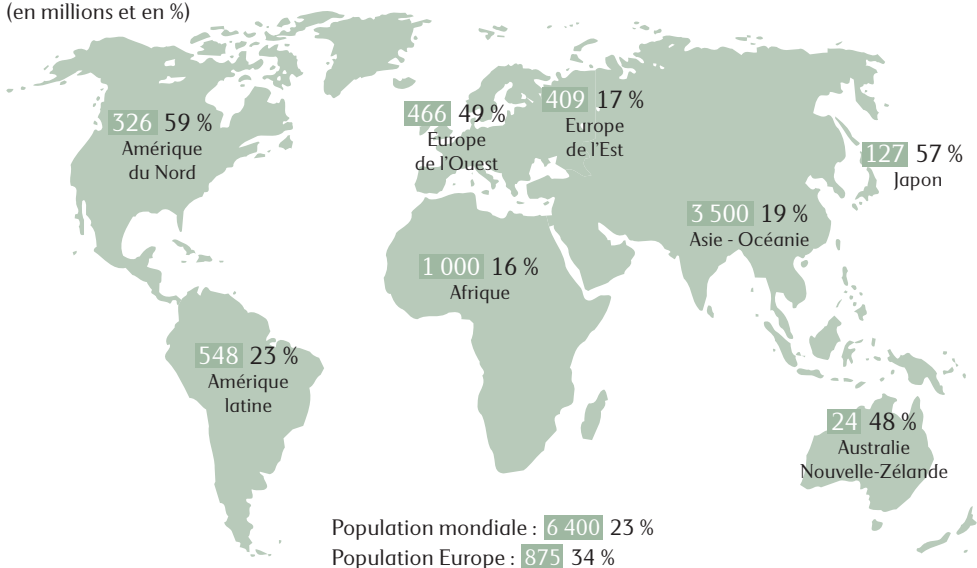 (en millions et en %)
326 59 %
Amérique
du Nord
466 49 %
Europe
de l'Ouest
409 17 %
Europe
de l'Est
127 57 %
Japon
3 500 19 %
Asie - Océanie
1 000 16 %
Afrique
548 23 %
Amérique
latine
24 48 %
Australie
Nouvelle-Zélande
Population mondiale : 6 400 23 %
Population Europe : 875 34 %